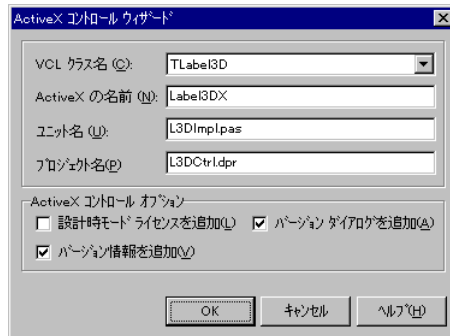 ActiveX コントロール ウィザード
VCL クラス名 (C): TLabel3D
ActiveX の名前 (N): Label3DX
ユニット名 (U): L3DImpl.pas
プロジェクト名(P) L3DCtrl.dpr
ActiveX コントロール オプション
設計時モード ライセンスを追加(L) バージョン ダイアログを追加(A)
バージョン情報を追加(V)
OK キャンセル ヘルプ(H)